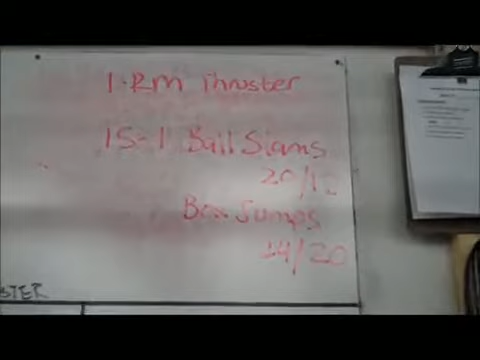 1-RM Thruster
15-1 Ball Slams
20/12
Box Jumps
24/20
STER